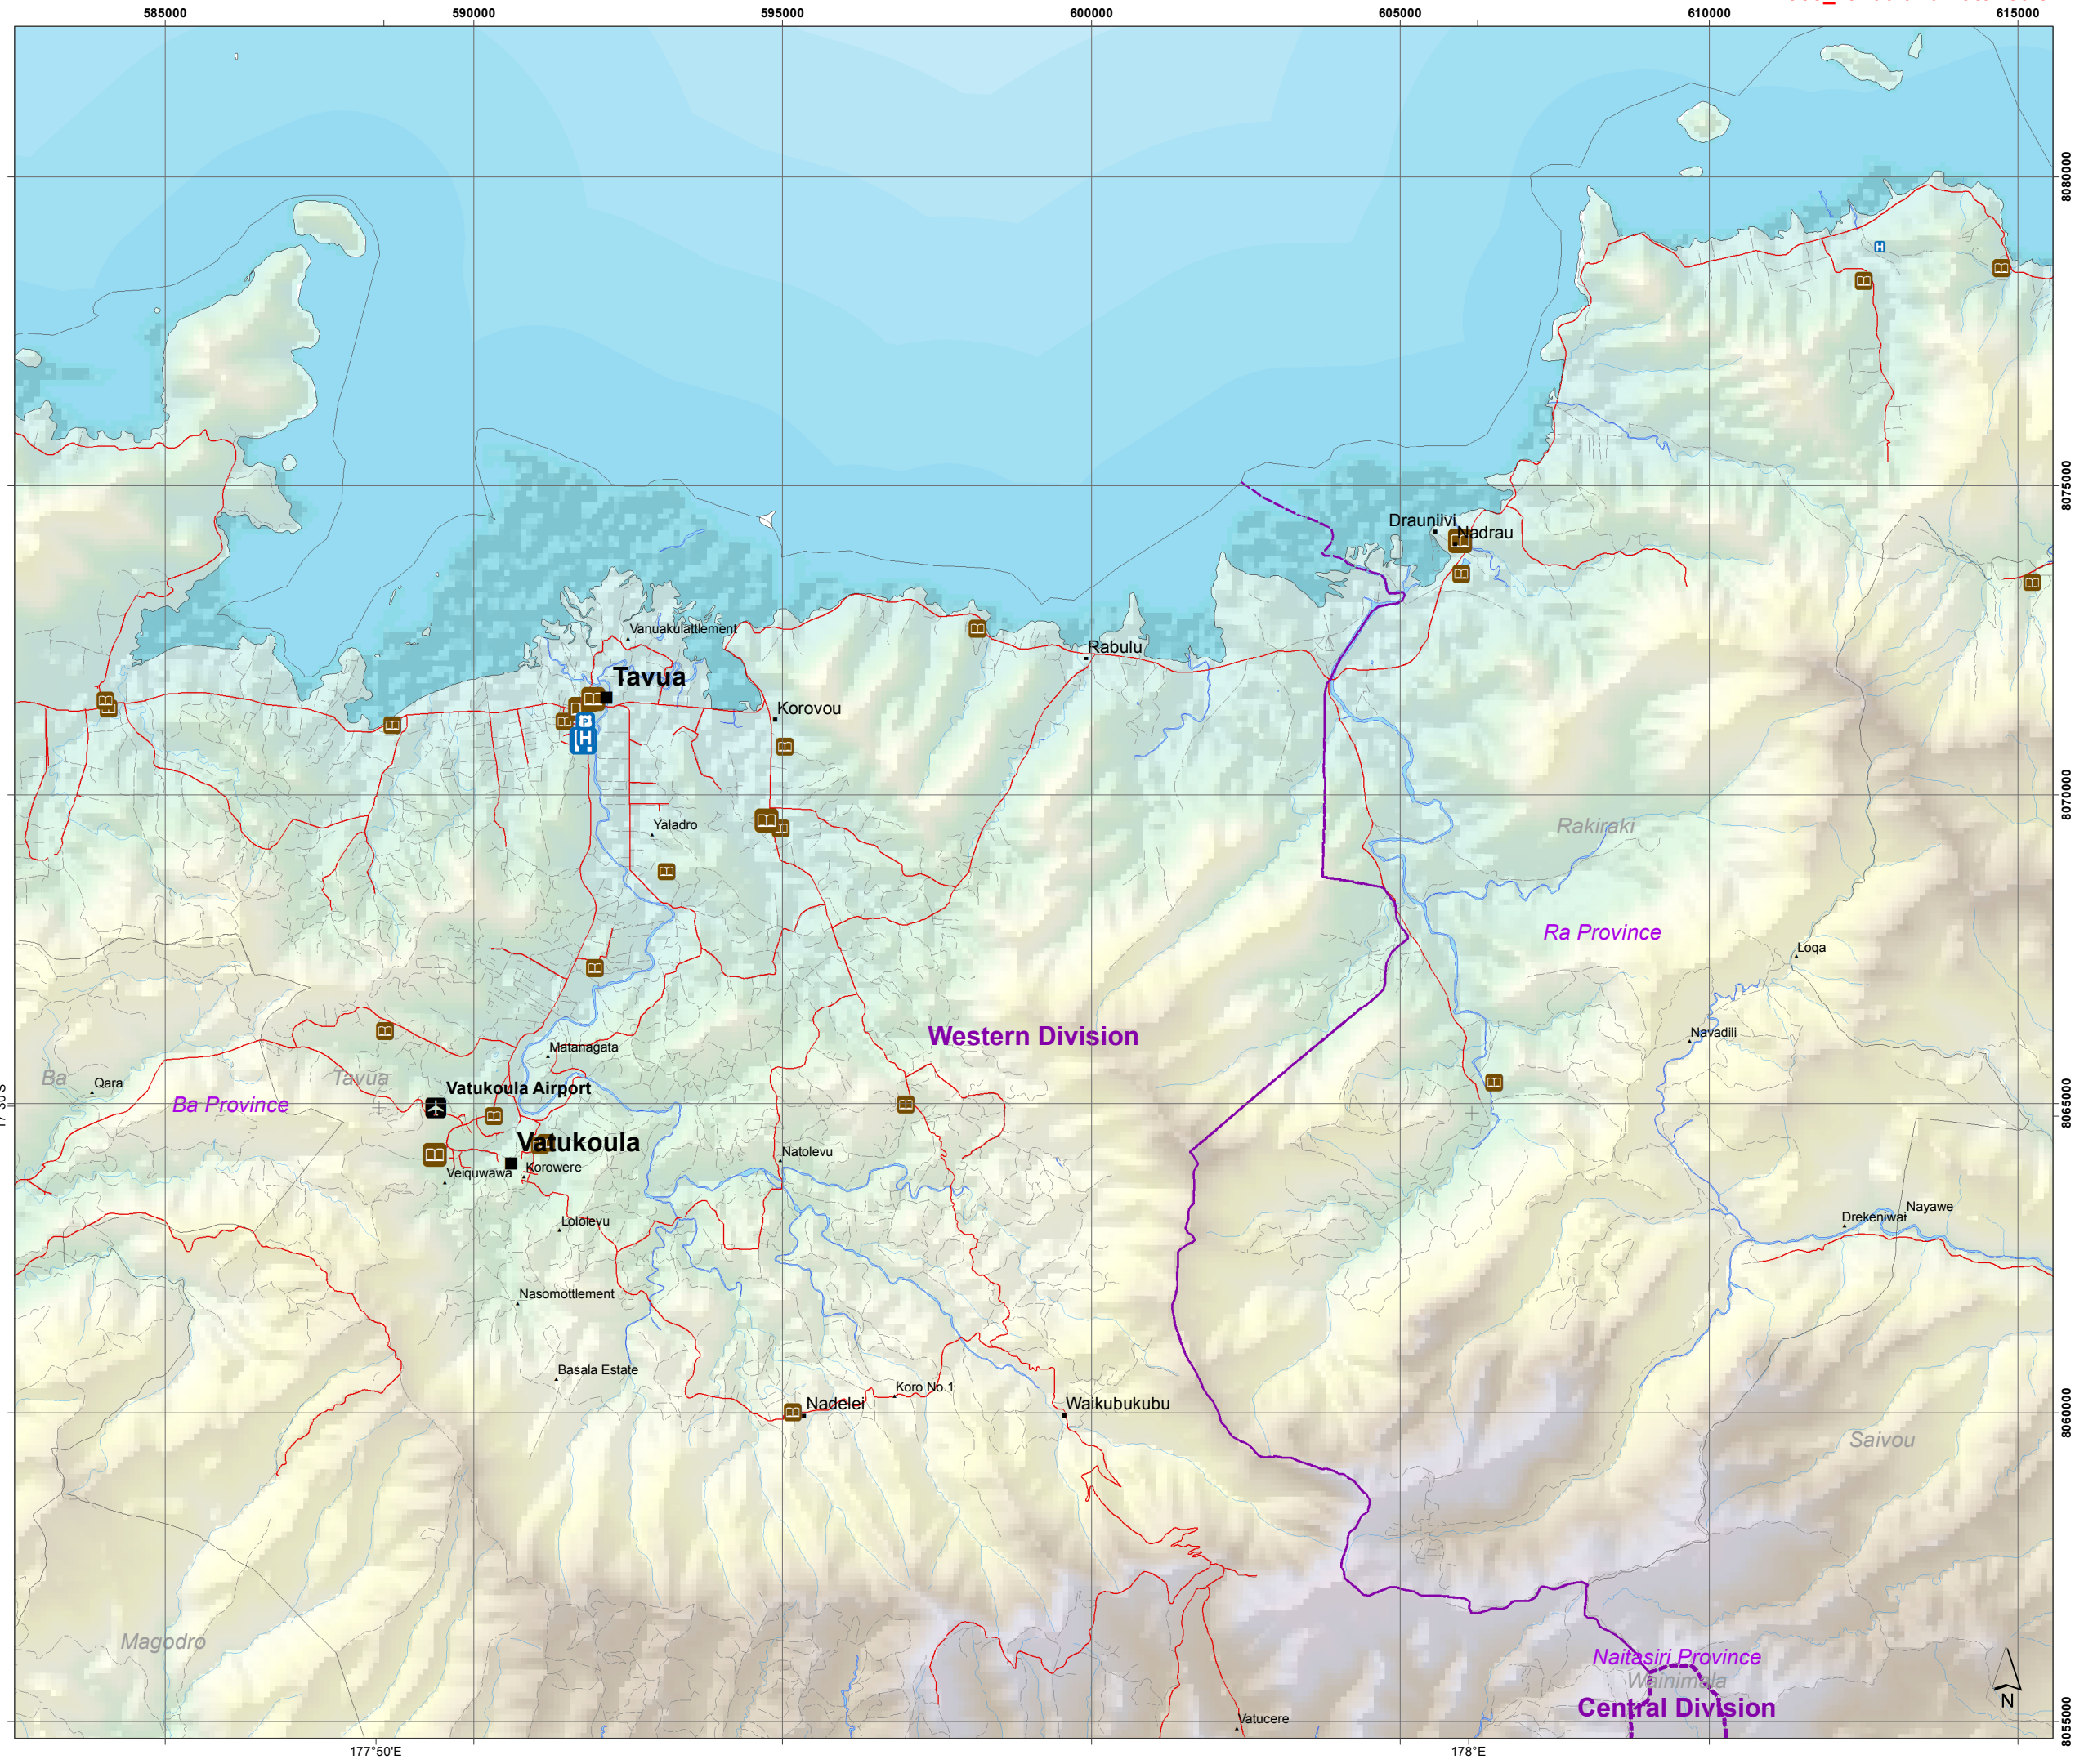 585000 590000 595000 600000 605000 610000 615000
8080000
8075000
Drauniivi
Nadrau
Vanuakulattlement
Rabulu
Tavua
Korovou
P
H
H
8070000
Yaladro
Rakiraki
Ra Province
Loqa
Western Division
Navadili
Matanagata
Ba
Tavua
Qara
Vatukoula Airport
Ba Province
8065000
Vatukoula
Natolevu
Korowere
Veiquwawa
Lololevu
Nayawe
Drekeniwai
Nasomottlement
Basala Estate
Koro No.1
Nadelei
Waikubukubu
8060000
Saivou
Magodro
Naitasiri Province
Wainimala
Central Division
N
Vatucere
8055000
177°50'E 178°E